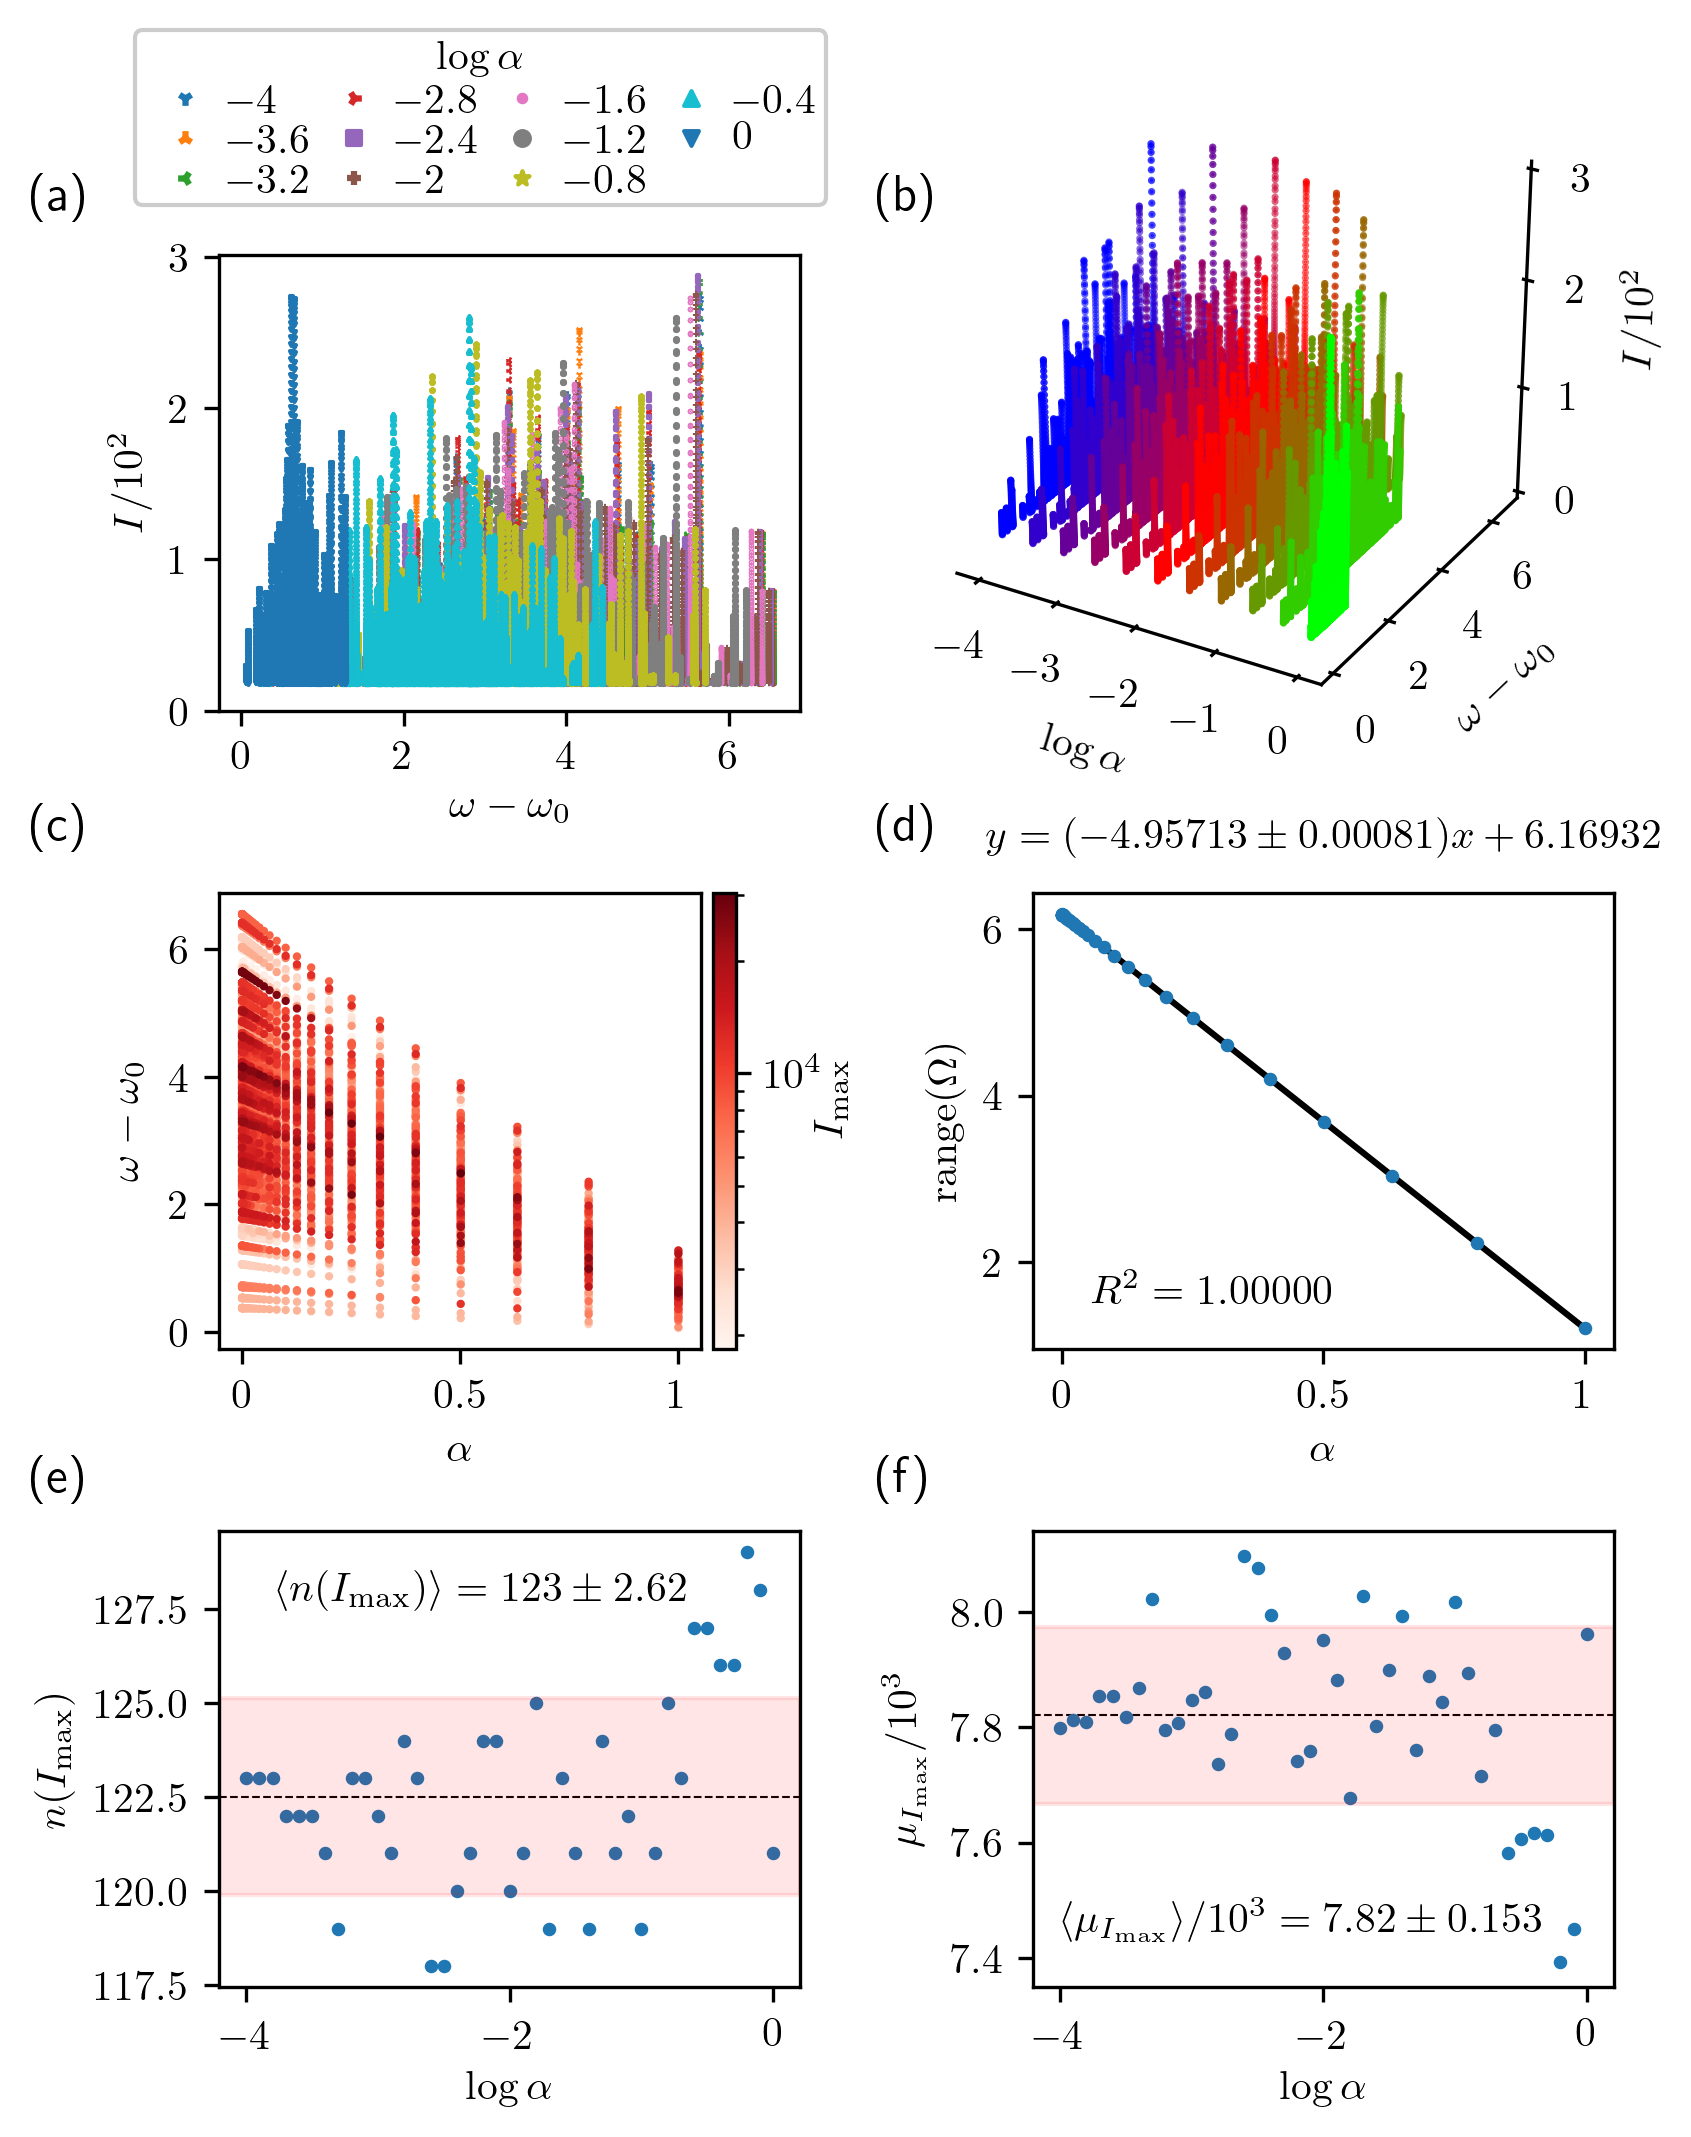 log α
−4 −2.8 −1.6 −0.4
−3.6 −2.4 −1.2 0
−3.2 −2 −0.8
(a)
3
2
1
0
I/10²
0 2 4 6
ω − ω₀
(b)
3
2
1
0
I/10²
−4 −3 −2 −1 0
log α
0 2 4 6
ω − ω₀
(c)
6
4
2
0
ω − ω₀
0 0.5 1
α
10⁴
I_max
(d)
y = (−4.95713 ± 0.00081)x + 6.16932
6
4
2
range(Ω)
R² = 1.00000
0 0.5 1
α
(e)
⟨n(I_max)⟩ = 123 ± 2.62
127.5
125.0
122.5
120.0
117.5
n(I_max)
−4 −2 0
log α
(f)
8.0
7.8
7.6
7.4
μ_{I_max}/10³
⟨μ_{I_max}⟩/10³ = 7.82 ± 0.153
−4 −2 0
log α